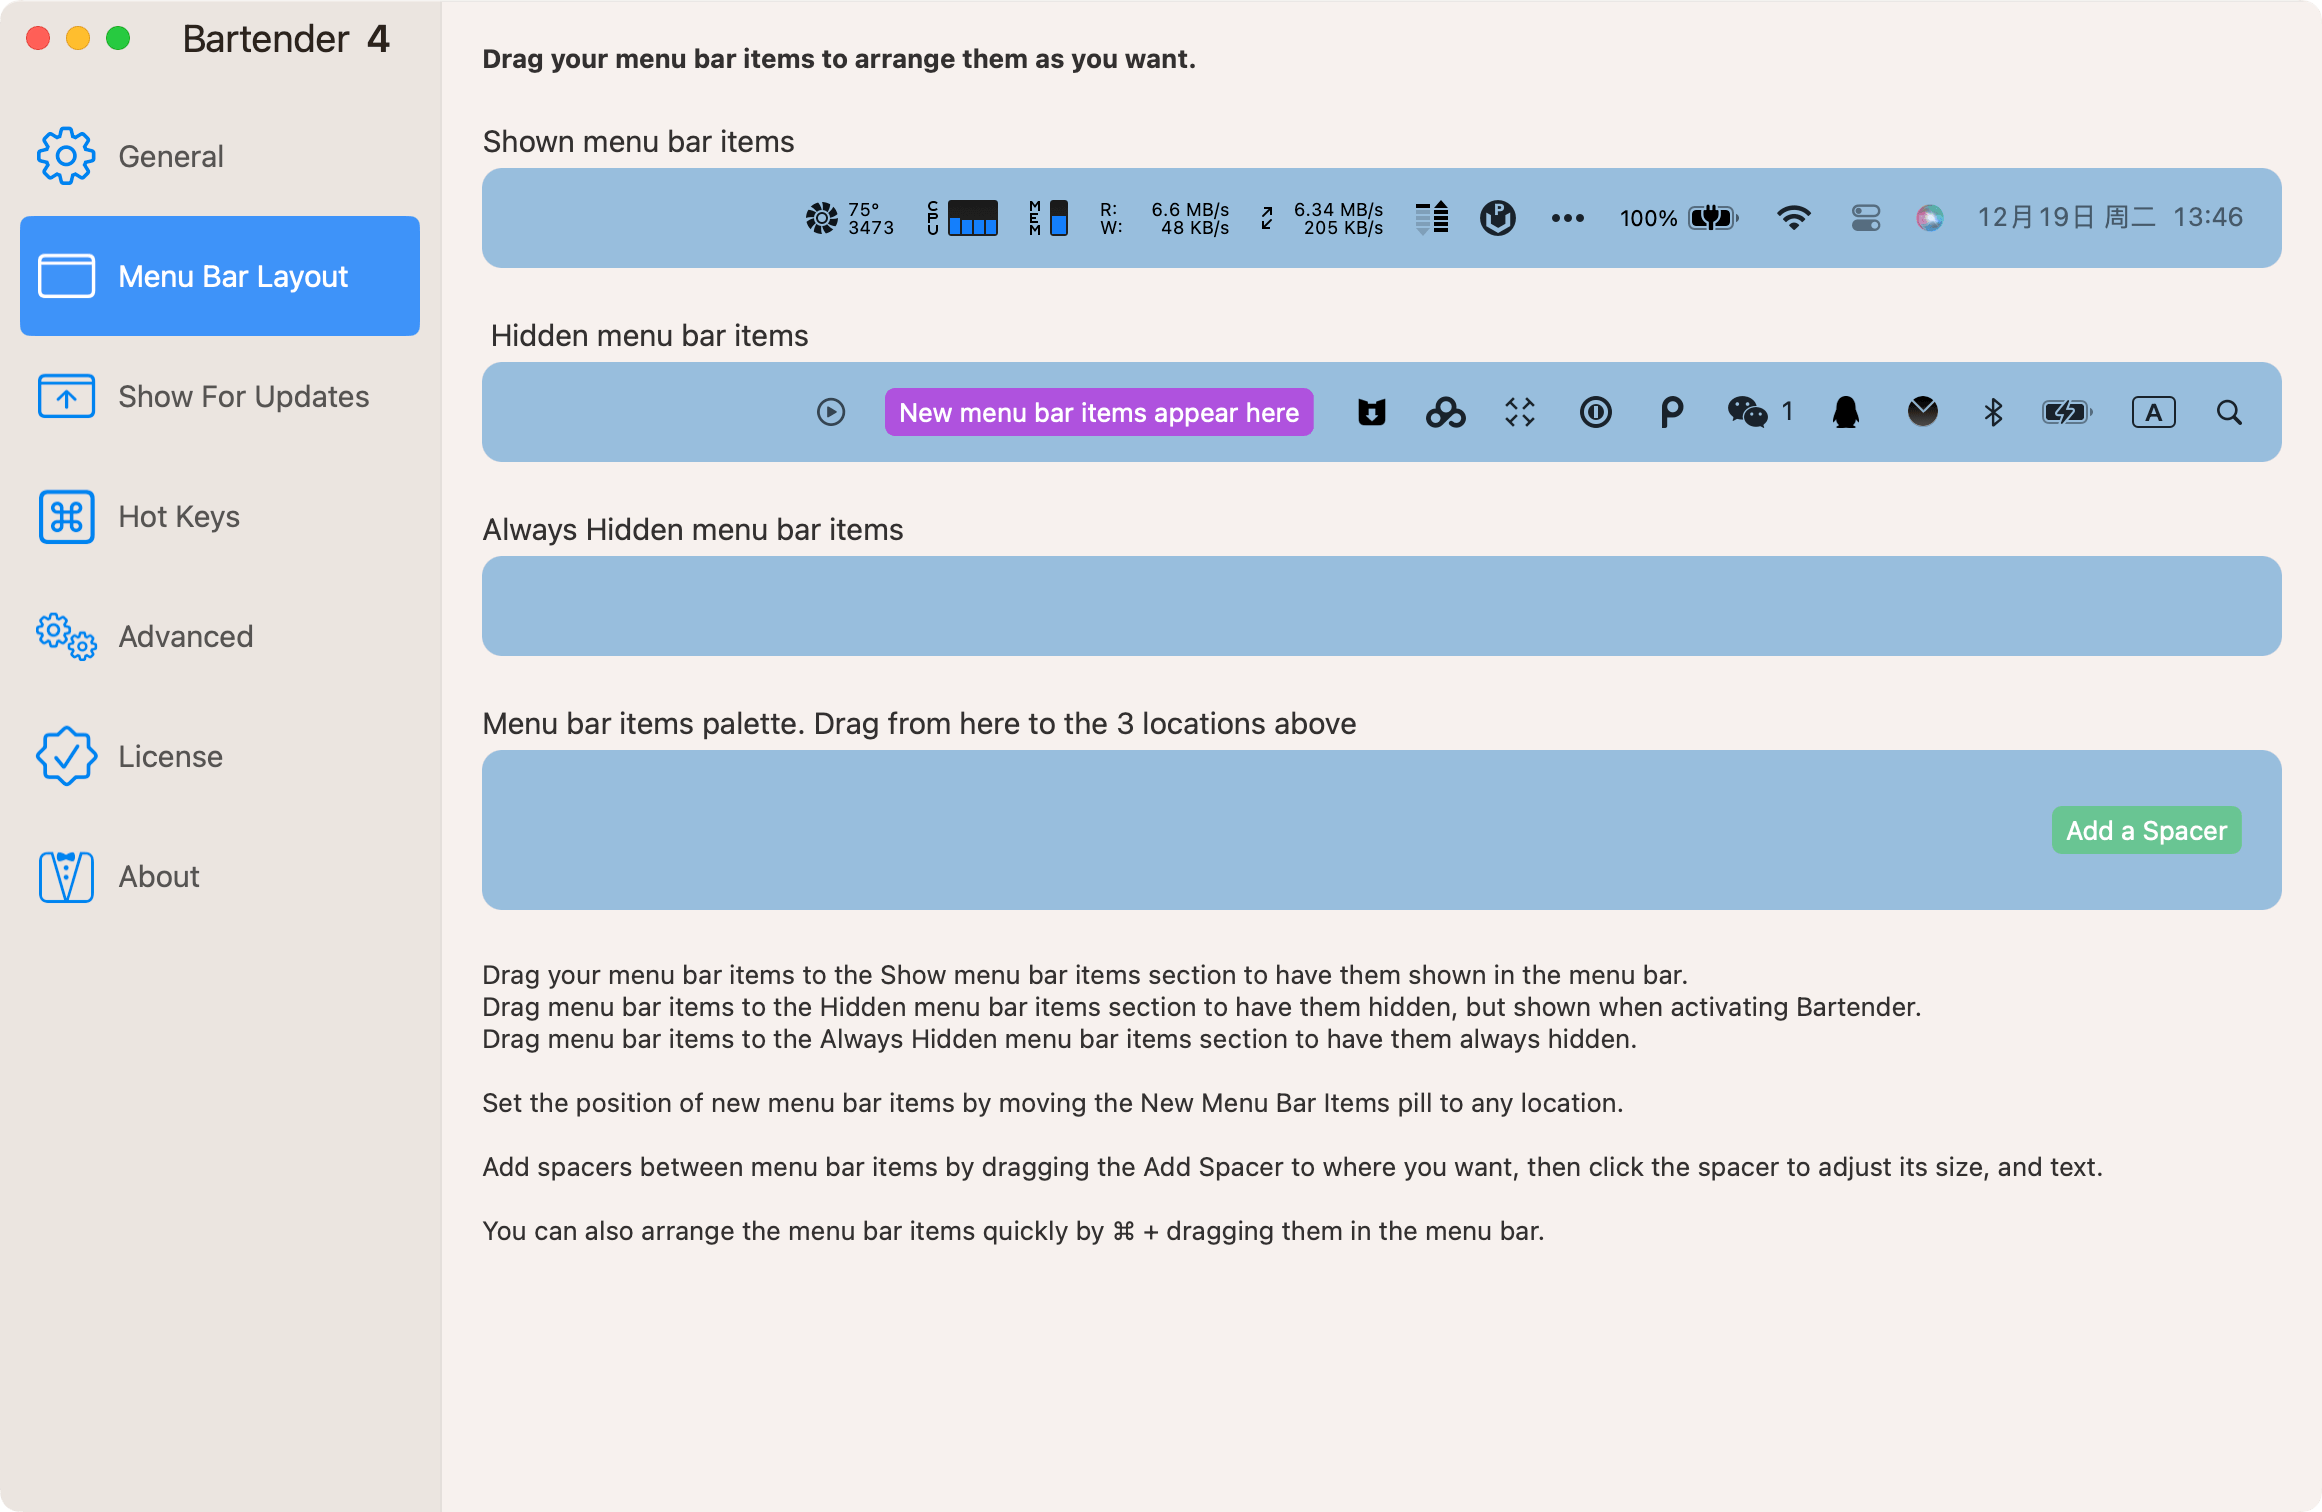 Bartender 4
General
Menu Bar Layout
Show For Updates
Hot Keys
Advanced
License
About
Drag your menu bar items to arrange them as you want.
Shown menu bar items
75°
3473
CPU
MEM
R: 6.6 MB/s
W: 48 KB/s
6.34 MB/s
205 KB/s
P
100%
12月19日 周二 13:46
Hidden menu bar items
New menu bar items appear here
1
A
Always Hidden menu bar items
Menu bar items palette. Drag from here to the 3 locations above
Add a Spacer
Drag your menu bar items to the Show menu bar items section to have them shown in the menu bar.
Drag menu bar items to the Hidden menu bar items section to have them hidden, but shown when activating Bartender.
Drag menu bar items to the Always Hidden menu bar items section to have them always hidden.
Set the position of new menu bar items by moving the New Menu Bar Items pill to any location.
Add spacers between menu bar items by dragging the Add Spacer to where you want, then click the spacer to adjust its size, and text.
You can also arrange the menu bar items quickly by ⌘ + dragging them in the menu bar.